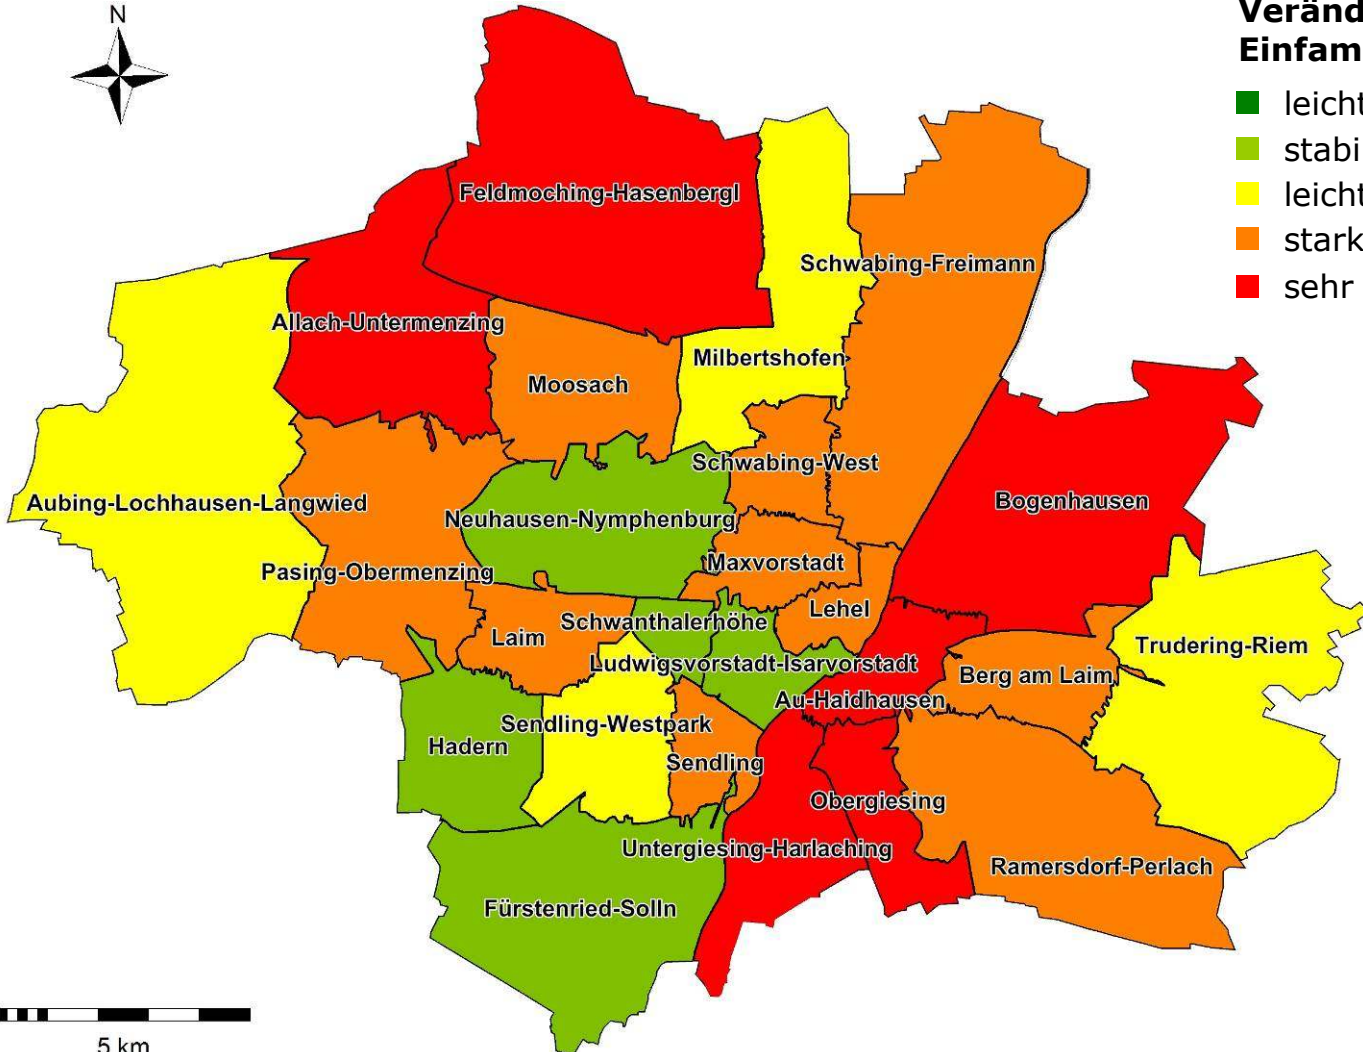 N
Veränd
Einfam
leicht
stabi
leicht
stark
sehr
Feldmoching-Hasenbergl
Schwabing-Freimann
Allach-Untermenzing
Milbertshofen
Moosach
Schwabing-West
Bogenhausen
Aubing-Lochhausen-Langwied
Neuhausen-Nymphenburg
Maxvorstadt
Pasing-Obermenzing
Lehel
Schwanthalerhöhe
Laim
Trudering-Riem
Ludwigsvorstadt-Isarvorstadt
Berg am Laim
Au-Haidhausen
Sendling-Westpark
Hadern
Sendling
Obergiesing
Untergiesing-Harlaching
Ramersdorf-Perlach
Fürstenried-Solln
5 km